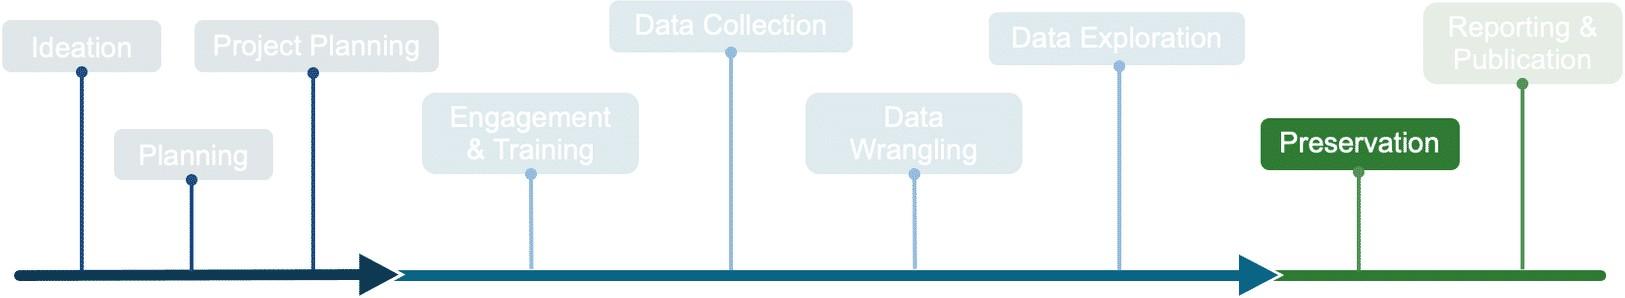 Ideation
Planning
Project Planning
Engagement
& Training
Data Collection
Data
Wrangling
Data Exploration
Preservation
Reporting &
Publication